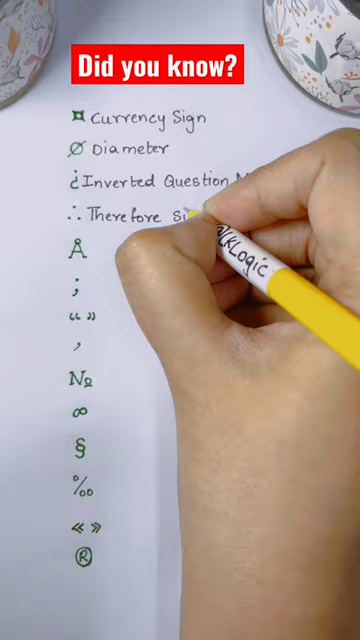 Did you know?
¤ Currency Sign
⌀ Diameter
¿ Inverted Question
∴ Therefore
Å
;
“ ”
,
№
∞
§
‰
« »
®